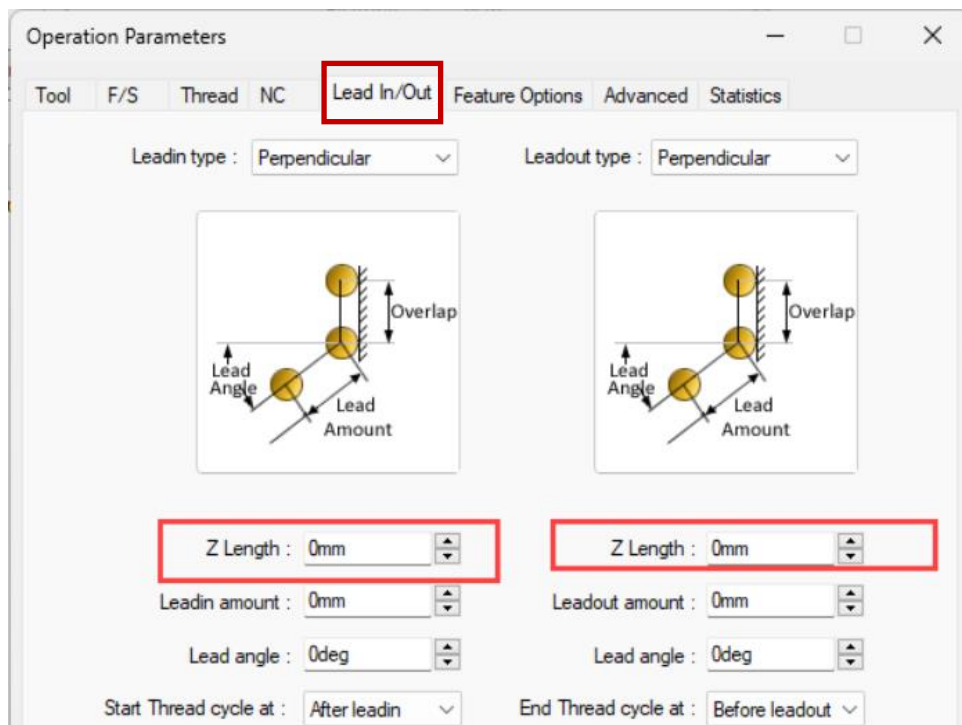 Operation Parameters
Tool F/S Thread NC Lead In/Out Feature Options Advanced Statistics
Leadin type : Perpendicular Leadout type : Perpendicular
Overlap Overlap
Lead Angle Lead Angle
Lead Amount Lead Amount
Z Length : 0mm Z Length : 0mm
Leadin amount : 0mm Leadout amount : 0mm
Lead angle : 0deg Lead angle : 0deg
Start Thread cycle at : After leadin End Thread cycle at : Before leadout